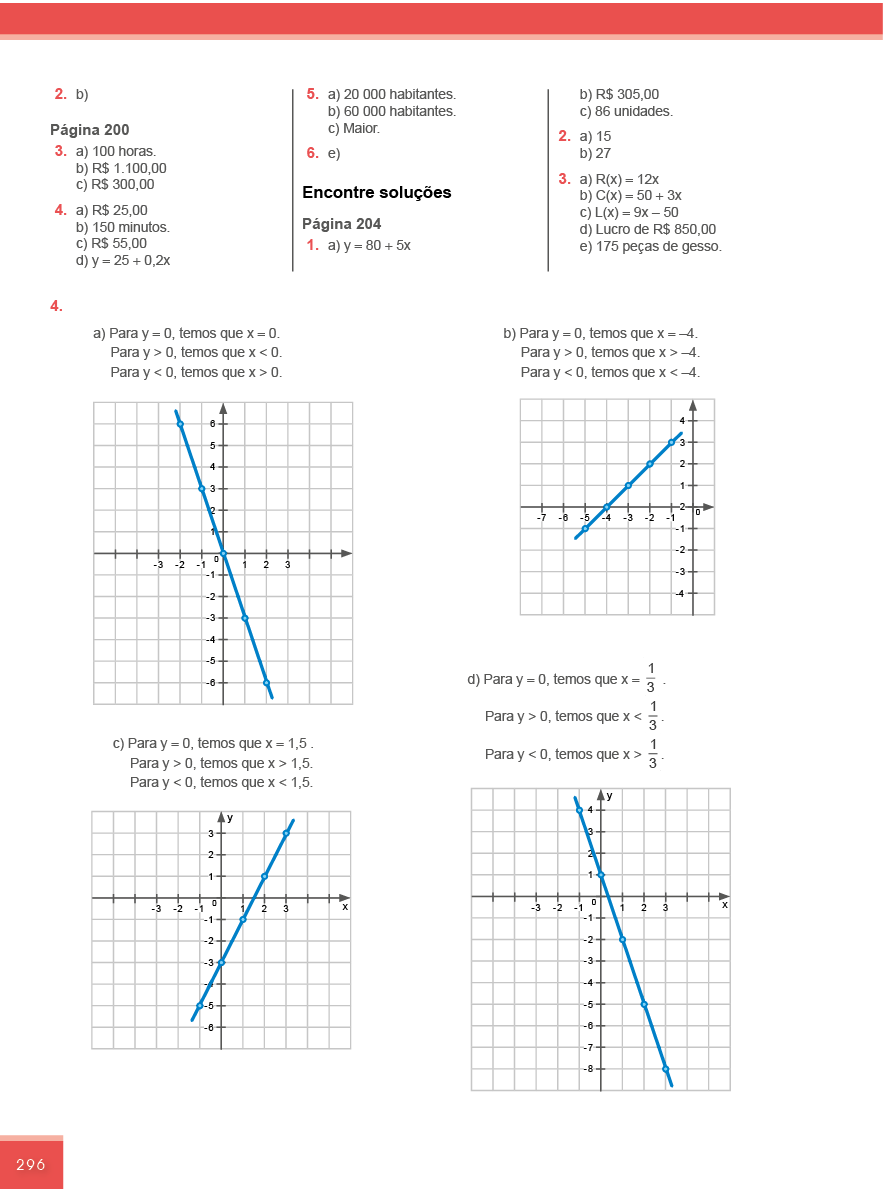 2. b)
Página 200
3. a) 100 horas.
b) R$ 1.100,00
c) R$ 300,00
4. a) R$ 25,00
b) 150 minutos.
c) R$ 55,00
d) y = 25 + 0,2x
5. a) 20 000 habitantes.
b) 60 000 habitantes.
c) Maior.
6. e)
Encontre soluções
Página 204
1. a) y = 80 + 5x
b) R$ 305,00
c) 86 unidades.
2. a) 15
b) 27
3. a) R(x) = 12x
b) C(x) = 50 + 3x
c) L(x) = 9x – 50
d) Lucro de R$ 850,00
e) 175 peças de gesso.
4.
a) Para y = 0, temos que x = 0.
Para y > 0, temos que x < 0.
Para y < 0, temos que x > 0.
6
5
4
3
2
1
-3 -2 -1 0 1 2 3
-1
-2
-3
-4
-5
-6
b) Para y = 0, temos que x = –4.
Para y > 0, temos que x > –4.
Para y < 0, temos que x < –4.
4
3
2
1
-2 0
-7 -6 -5 -4 -3 -2 -1
-1
-2
-3
-4
c) Para y = 0, temos que x = 1,5 .
Para y > 0, temos que x > 1,5.
Para y < 0, temos que x < 1,5.
y
3
2
1
-3 -2 -1 0 1 2 3 x
-1
-2
-3
-4
-5
-6
d) Para y = 0, temos que x = 1/3 .
Para y > 0, temos que x < 1/3 .
Para y < 0, temos que x > 1/3 .
y
4
3
2
1
-3 -2 -1 0 1 2 3 x
-1
-2
-3
-4
-5
-6
-7
-8
296